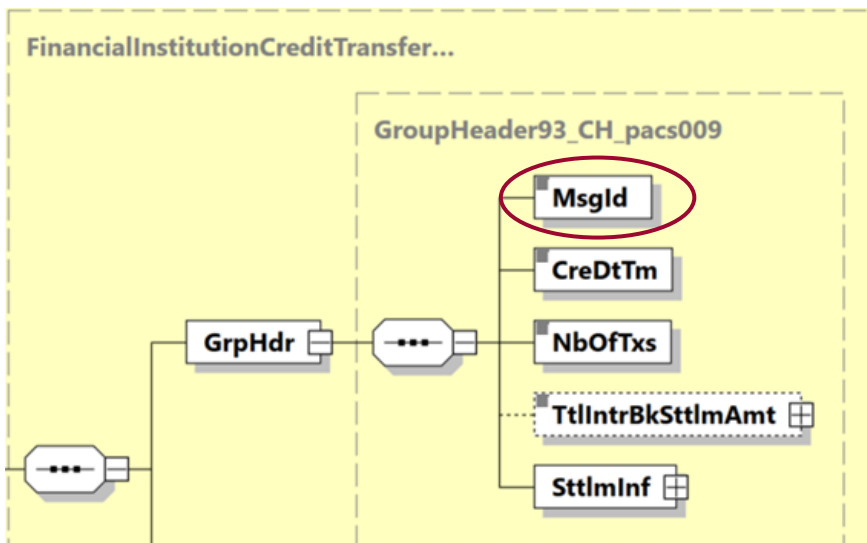 FinancialInstitutionCreditTransfer...
GroupHeader93_CH_pacs009
MsgId
CreDtTm
GrpHdr
NbOfTxs
TtlIntrBkSttlmAmt
SttlmInf